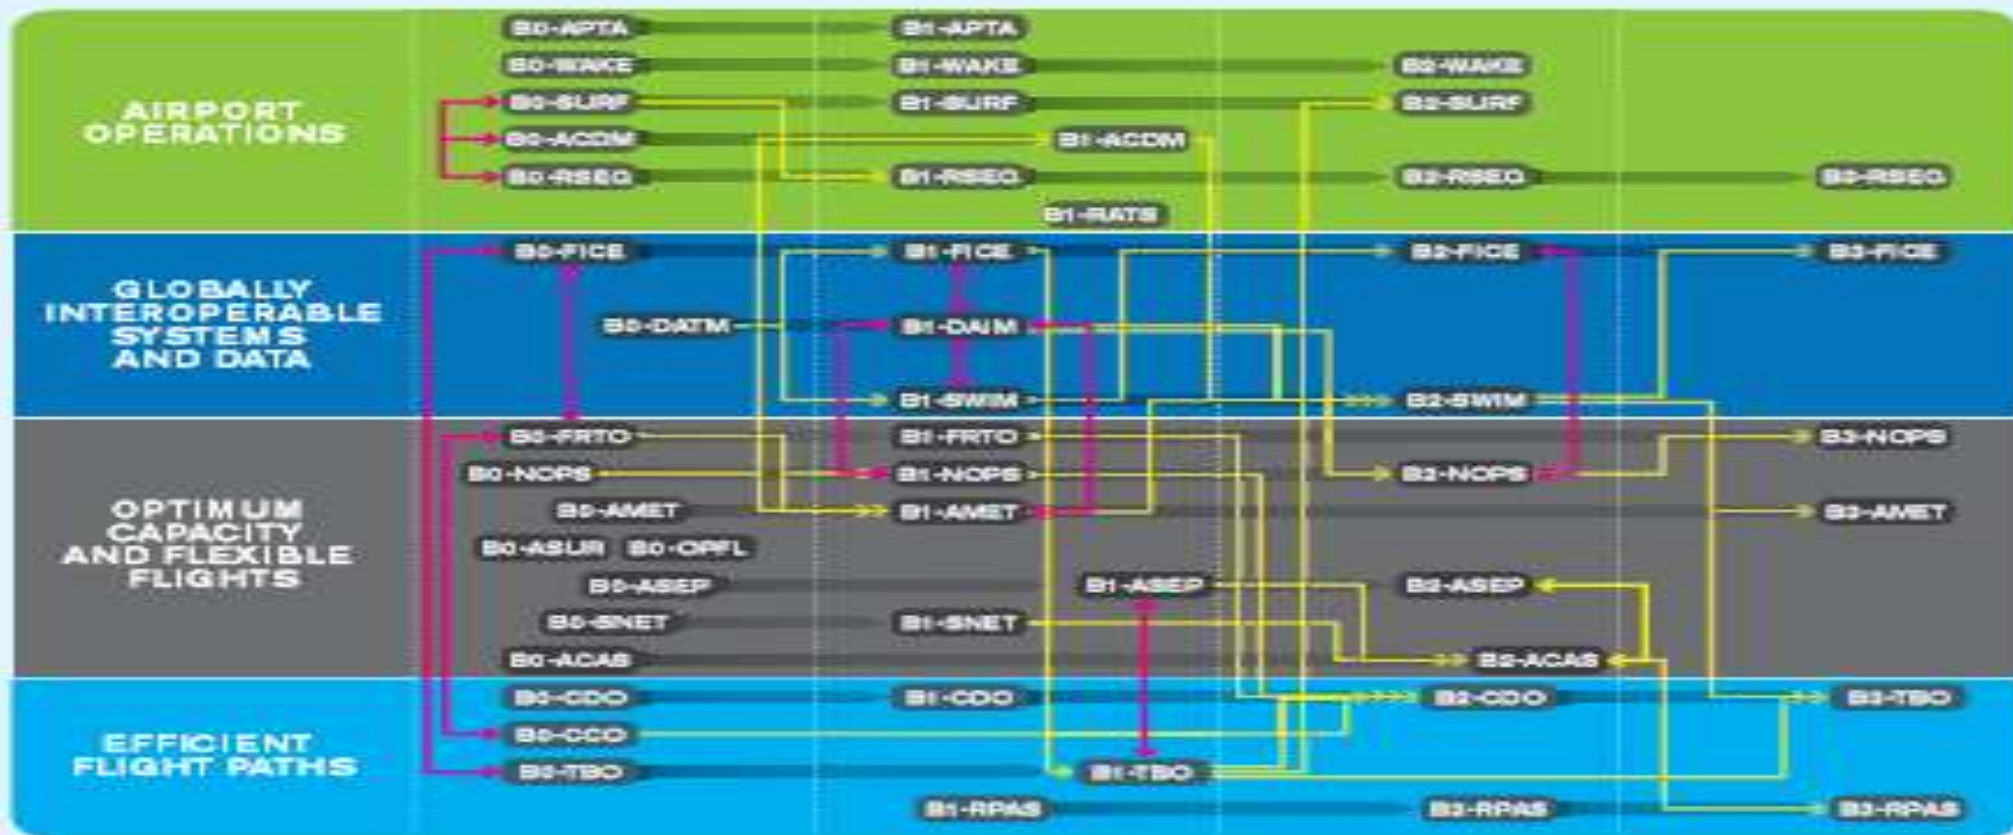 AIRPORT
OPERATIONS
B0-APTA B1-APTA
B0-WAKE B1-WAKE B2-WAKE
B0-SURF B1-SURF B2-SURF
B0-ACDM B1-ACDM
B0-RSEQ B1-RSEQ B2-RSEQ B3-RSEQ
B1-RATS
GLOBALLY
INTEROPERABLE
SYSTEMS
AND DATA
B0-FICE B1-FICE B2-FICE B3-FICE
B0-DATM B1-DAIM
B1-SWIM B2-SWIM
OPTIMUM
CAPACITY
AND FLEXIBLE
FLIGHTS
B0-FRTO B1-FRTO B3-NOPS
B0-NOPS B1-NOPS B2-NOPS
B0-AMET B1-AMET B3-AMET
B0-ASUR B0-OPFL
B0-ASEP B1-ASEP B2-ASEP
B0-SNET B1-SNET
B0-ACAS B2-ACAS
EFFICIENT
FLIGHT PATHS
B0-CDO B1-CDO B2-CDO B3-TBO
B0-CCO
B0-TBO B1-TBO
B1-RPAS B2-RPAS B3-RPAS